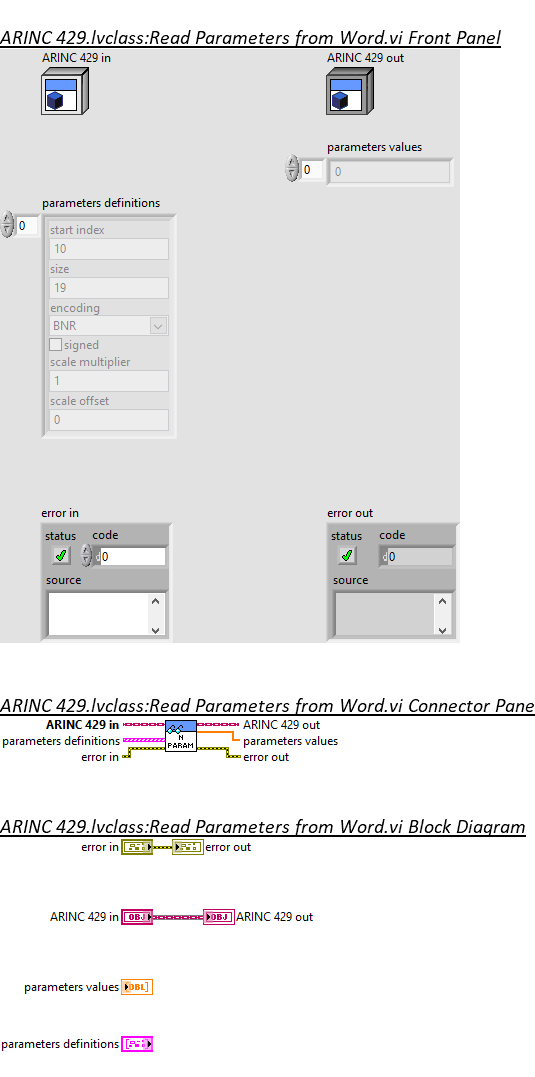 ARINC 429.lvclass:Read Parameters from Word.vi Front Panel
ARINC 429 in
ARINC 429 out
parameters values
0
0
parameters definitions
0
start index
10
size
19
encoding
BNR
signed
scale multiplier
1
scale offset
0
error in
error out
status
code
status
code
d0
d0
source
source
ARINC 429.lvclass:Read Parameters from Word.vi Connector Pane
ARINC 429 in
ARINC 429 out
parameters definitions
N
PARAM
parameters values
error in
error out
ARINC 429.lvclass:Read Parameters from Word.vi Block Diagram
error in
error out
ARINC 429 in
OBJ
OBJ
ARINC 429 out
parameters values
DBL
parameters definitions